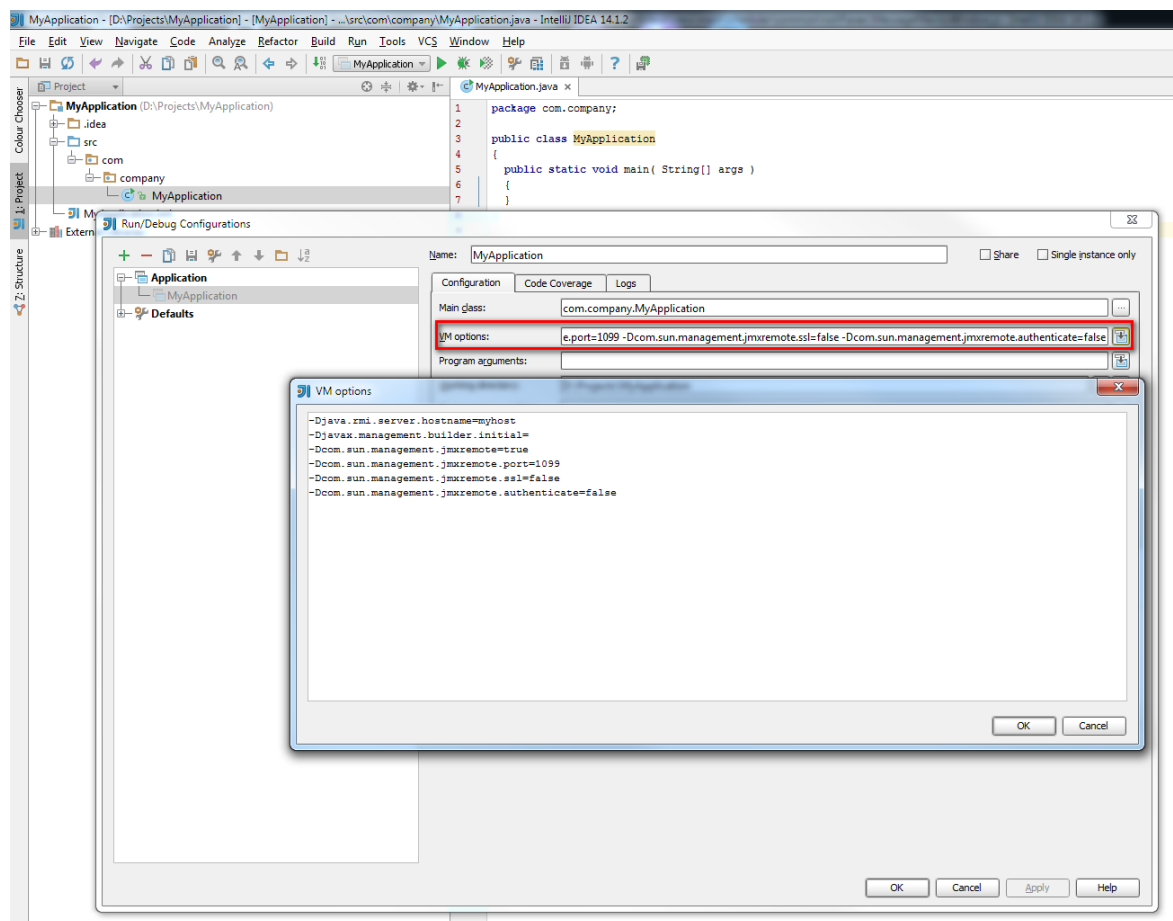 MyApplication - [D:\Projects\MyApplication] - [MyApplication] - ...\src\com\company\MyApplication.java - IntelliJ IDEA 14.1.2
File Edit View Navigate Code Analyze Refactor Build Run Tools VCS Window Help
MyApplication
Project
MyApplication.java
Colour Chooser
1: Project
Z: Structure
MyApplication (D:\Projects\MyApplication)
.idea
src
com
company
MyApplication
My
Extern
1 package com.company;
2
3 public class MyApplication
4 {
5 public static void main( String[] args )
6 {
7 }
Run/Debug Configurations
Name: MyApplication
Share Single instance only
Application
MyApplication
Defaults
Configuration Code Coverage Logs
Main class: com.company.MyApplication
VM options: e.port=1099 -Dcom.sun.management.jmxremote.ssl=false -Dcom.sun.management.jmxremote.authenticate=false
Program arguments:
VM options
-Djava.rmi.server.hostname=myhost
-Djavax.management.builder.initial=
-Dcom.sun.management.jmxremote=true
-Dcom.sun.management.jmxremote.port=1099
-Dcom.sun.management.jmxremote.ssl=false
-Dcom.sun.management.jmxremote.authenticate=false
OK Cancel
OK Cancel Apply Help